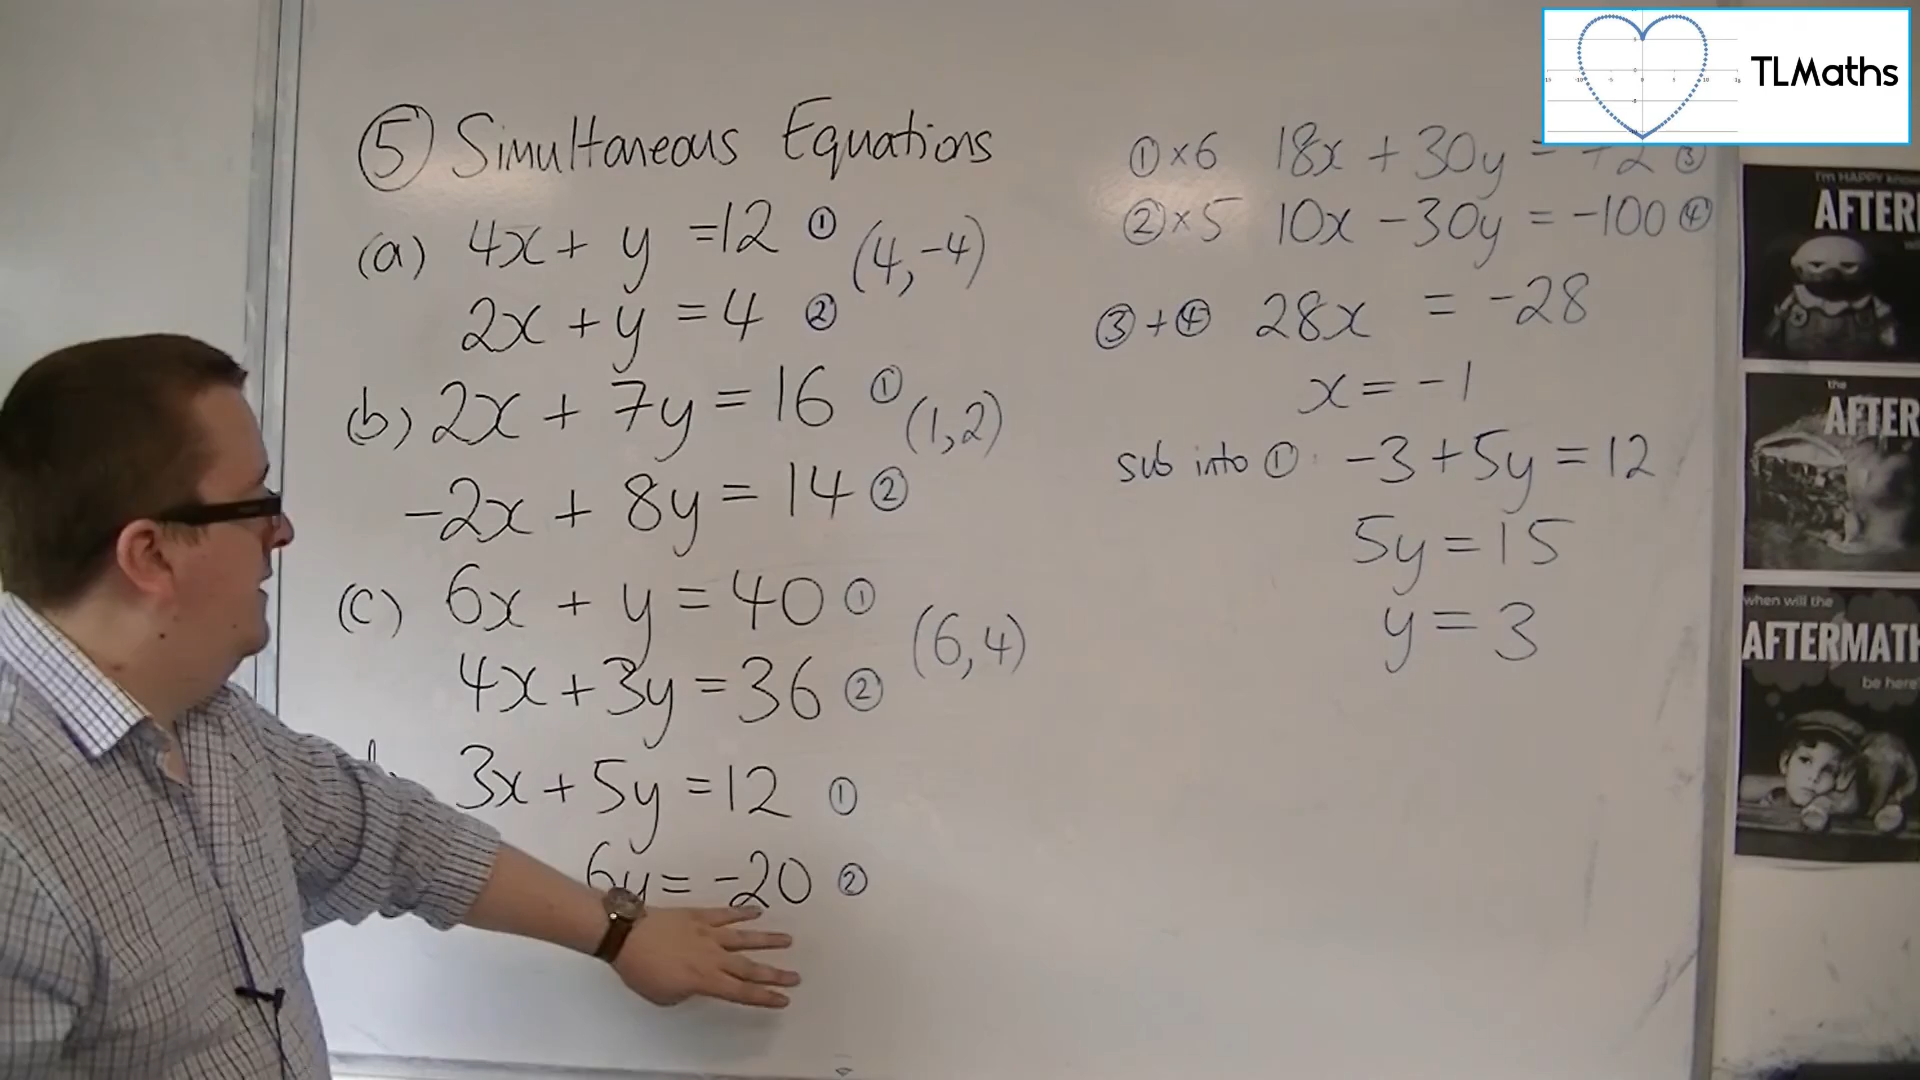 TLMaths
⑤ Simultaneous Equations
(a) 4x + y = 12 ① (4,-4)
2x + y = 4 ②
(b) 2x + 7y = 16 ① (1,2)
-2x + 8y = 14 ②
(c) 6x + y = 40 ① (6,4)
4x + 3y = 36 ②
3x + 5y = 12 ①
6y = -20 ②
①×6 18x + 30y = 72 ③
②×5 10x - 30y = -100 ④
③+④ 28x = -28
x = -1
sub into ① -3 + 5y = 12
5y = 15
y = 3
I'm HAPPY
AFTER
the
AFTER
when will the
AFTERMATH
be here